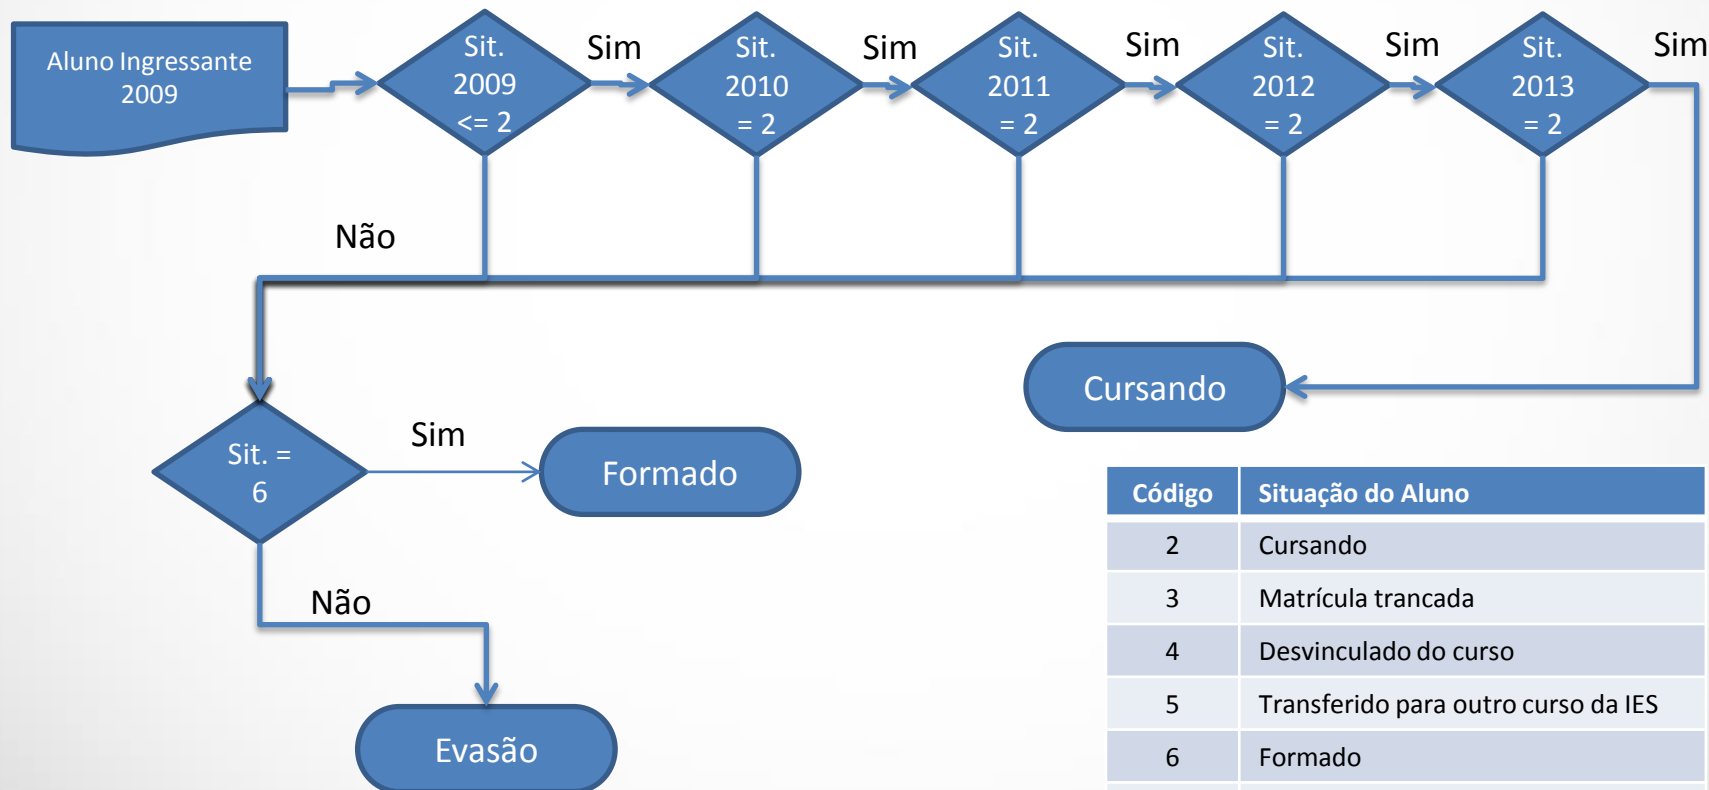 Aluno Ingressante
2009
Sit.
2009
<= 2
Sim
Sit.
2010
= 2
Sim
Sit.
2011
= 2
Sim
Sit.
2012
= 2
Sim
Sit.
2013
= 2
Sim
Não
Cursando
Sit. =
6
Sim
Formado
Não
Evasão
Código Situação do Aluno
2 Cursando
3 Matrícula trancada
4 Desvinculado do curso
5 Transferido para outro curso da IES
6 Formado